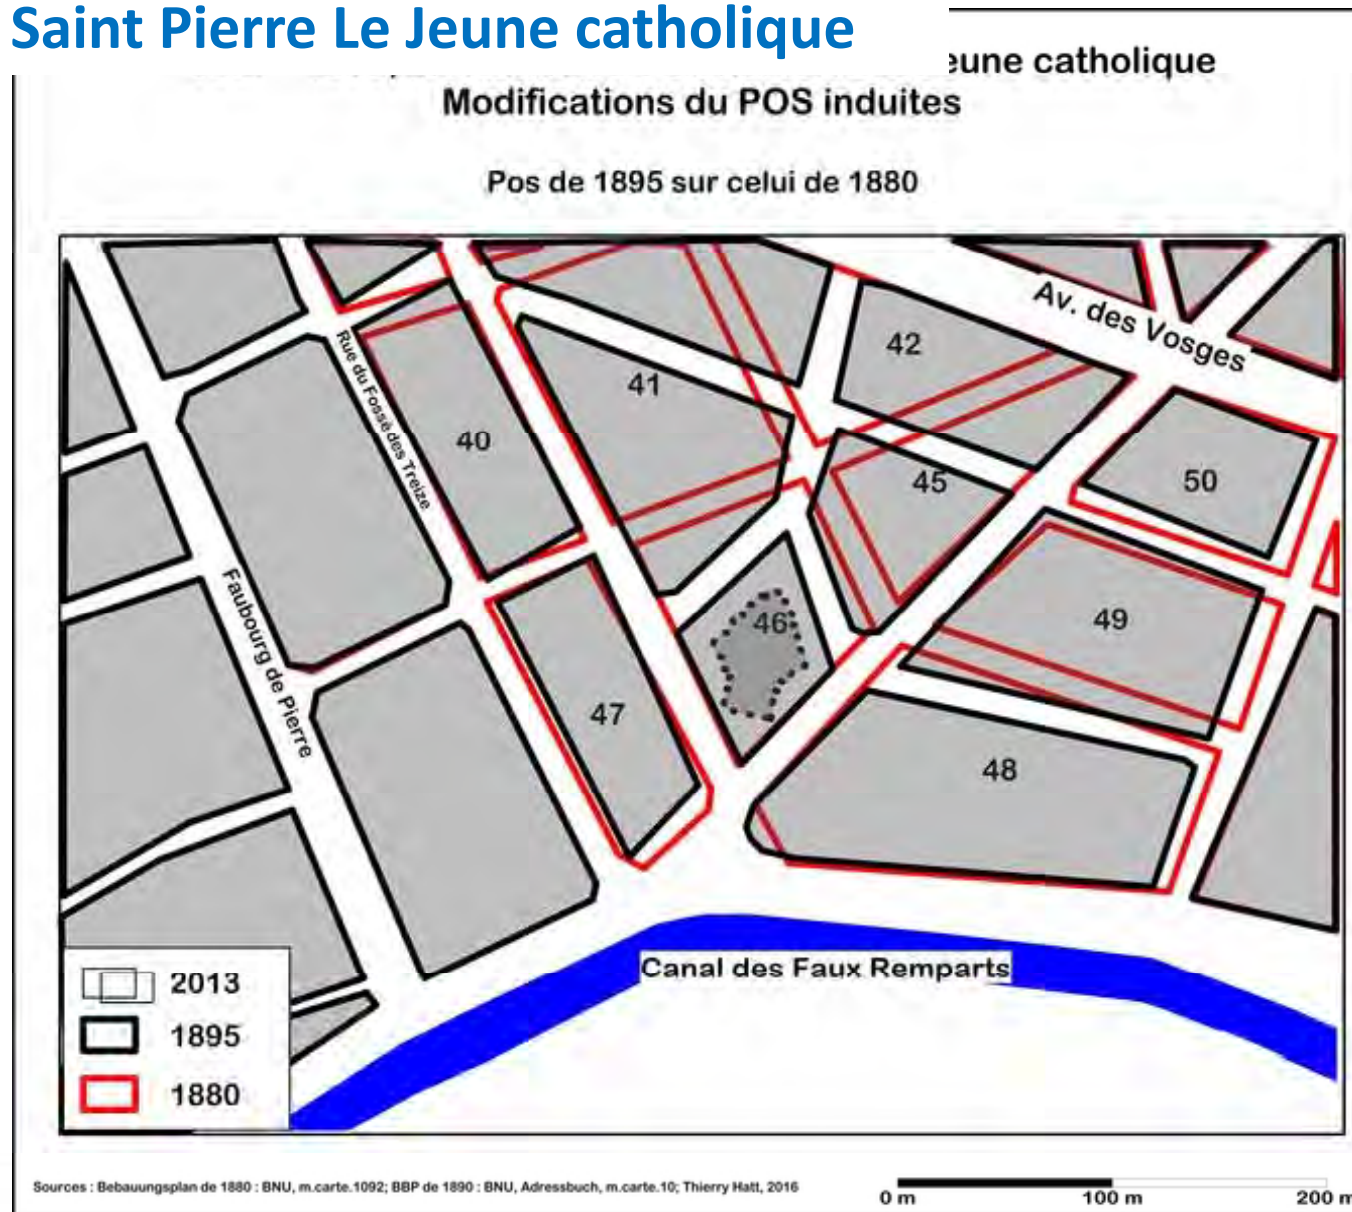 Saint Pierre Le Jeune catholique
eune catholique
Modifications du POS induites
Pos de 1895 sur celui de 1880
Av. des Vosges
42
41
Rue du Fossé des Treize
40
45
50
Faubourg de Pierre
46
49
47
48
Canal des Faux Remparts
2013
1895
1880
Sources : Bebauungsplan de 1880 : BNU, m.carte.1092; BBP de 1890 : BNU, Adressbuch, m.carte.10; Thierry Hatt, 2016
0 m 100 m 200 m